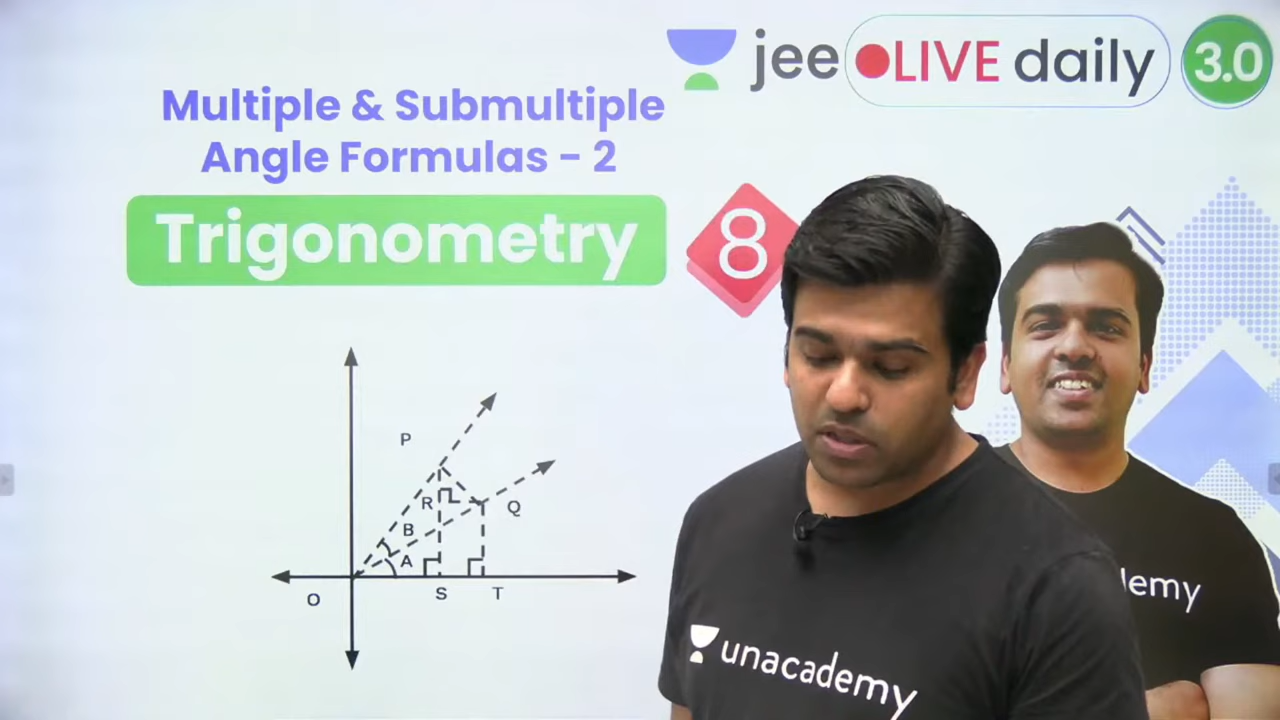 jee LIVE daily 3.0
Multiple & Submultiple
Angle Formulas - 2
Trigonometry
8
P
R
Q
B
A
O
S
T
unacademy
demy